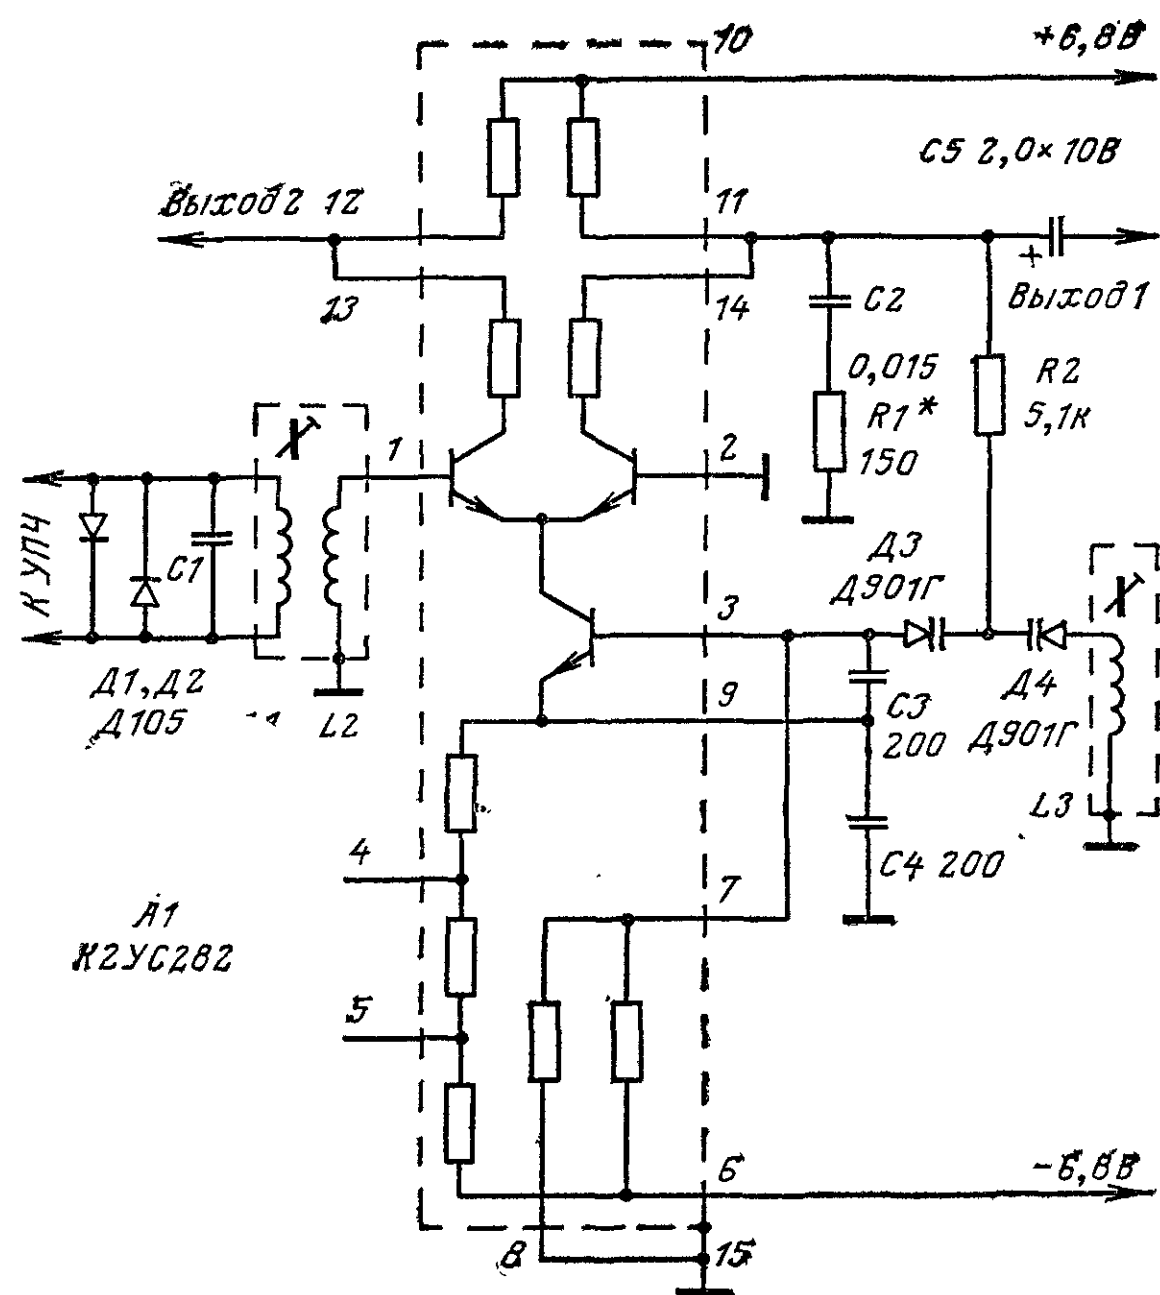 10
+6,8В
С5 2,0× 10В
Выход2 12
11
13
14
С2
Выход 1
0,015
R1*
150
R2
5,1к
1
2
К УПЧ
С1
Д3
Д901Г
3
Д1, Д2
Д105
L2
9
С3
200
Д4
Д901Г
L3
4
С4 200
7
А1
К2УС282
5
6
-6,8В
8
15